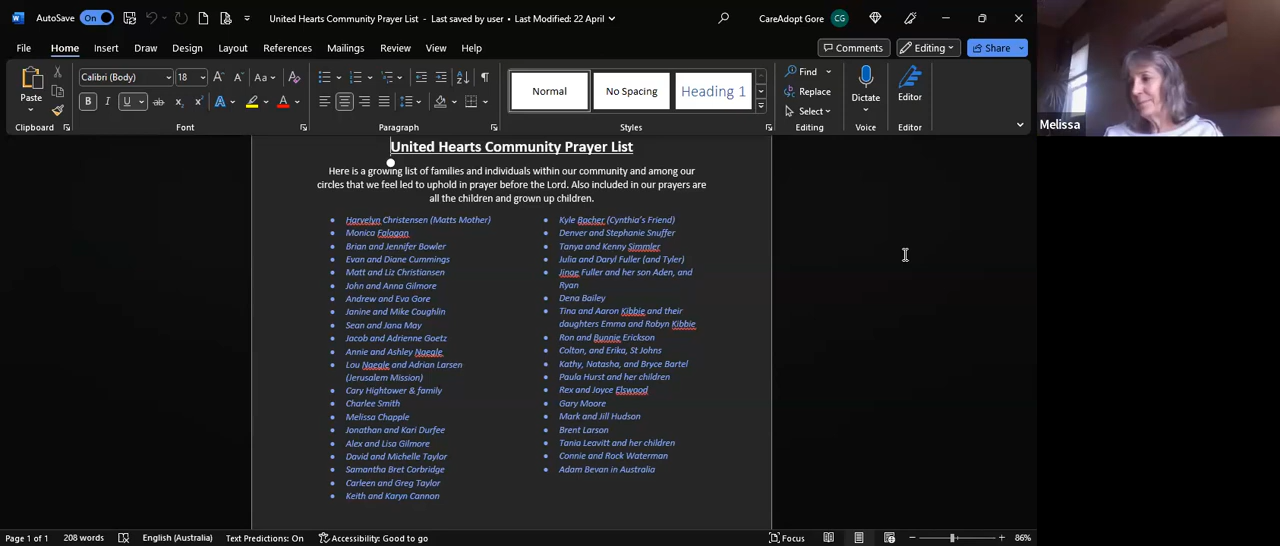 AutoSave On United Hearts Community Prayer List - Last saved by user • Last Modified: 22 April CareAdopt Gore CG
File Home Insert Draw Design Layout References Mailings Review View Help Comments Editing Share
Paste Calibri (Body) 18 Aa Normal No Spacing Heading 1 Find Replace Select Dictate Editor
B I U ab x₂ x² A A
Clipboard Font Paragraph Styles Editing Voice Editor
Melissa
United Hearts Community Prayer List
Here is a growing list of families and individuals within our community and among our
circles that we feel led to uphold in prayer before the Lord. Also included in our prayers are
all the children and grown up children.
Harvelyn Christensen (Matts Mother)
Monica Falagan
Brian and Jennifer Bowler
Evan and Diane Cummings
Matt and Liz Christiansen
John and Anna Gilmore
Andrew and Eva Gore
Janine and Mike Coughlin
Sean and Jana May
Jacob and Adrienne Goetz
Annie and Ashley Naegle
Lou Naegle and Adrian Larsen
(Jerusalem Mission)
Cary Hightower & family
Charlee Smith
Melissa Chapple
Jonathan and Kari Durfee
Alex and Lisa Gilmore
David and Michelle Taylor
Samantha Bret Corbridge
Carleen and Greg Taylor
Keith and Karyn Cannon
Kyle Bacher (Cynthia's Friend)
Denver and Stephanie Snuffer
Tanya and Kenny Simmler
Julia and Daryl Fuller (and Tyler)
Jinae Fuller and her son Aden, and
Ryan
Dena Bailey
Tina and Aaron Kibbie and their
daughters Emma and Robyn Kibbie
Ron and Bunnie Erickson
Colton, and Erika, St Johns
Kathy, Natasha, and Bryce Bartel
Paula Hurst and her children
Rex and Joyce Elswood
Gary Moore
Mark and Jill Hudson
Brent Larson
Tania Leavitt and her children
Connie and Rock Waterman
Adam Bevan in Australia
Page 1 of 1 208 words English (Australia) Text Predictions: On Accessibility: Good to go Focus 86%